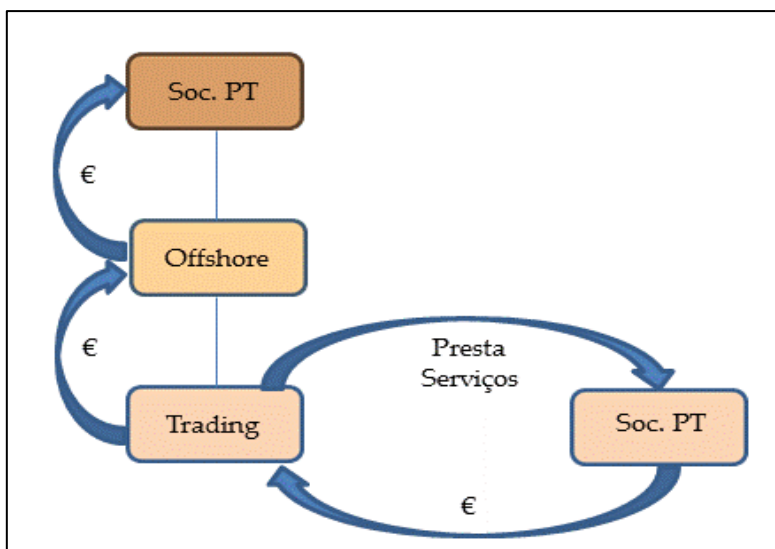 Soc. PT
€
Offshore
€
Presta
Serviços
Trading
Soc. PT
€